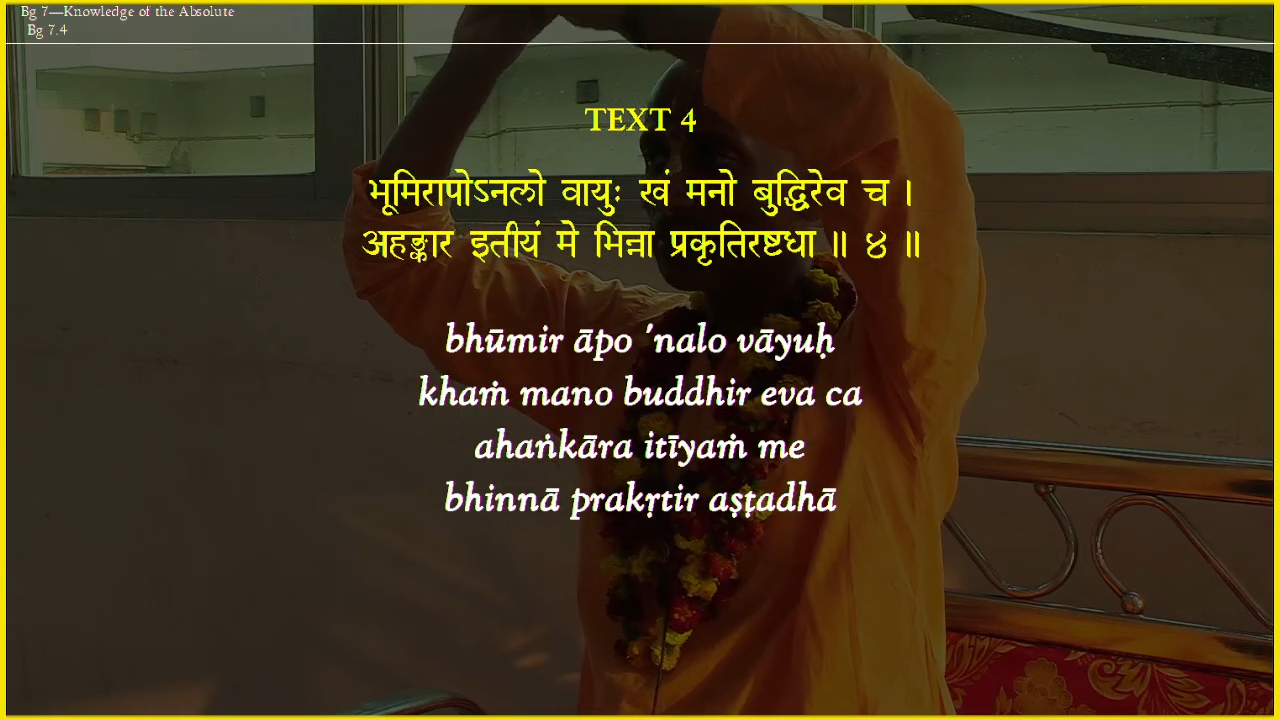 Bg 7—Knowledge of the Absolute
Bg 7.4
TEXT 4
भूमिरापोऽनलो वायुः खं मनो बुद्धिरेव च ।
अहङ्कार इतीयं मे भिन्ना प्रकृतिरष्टधा ॥ ४ ॥
bhūmir āpo 'nalo vāyuḥ
khaṁ mano buddhir eva ca
ahaṅkāra itīyaṁ me
bhinnā prakṛtir aṣṭadhā